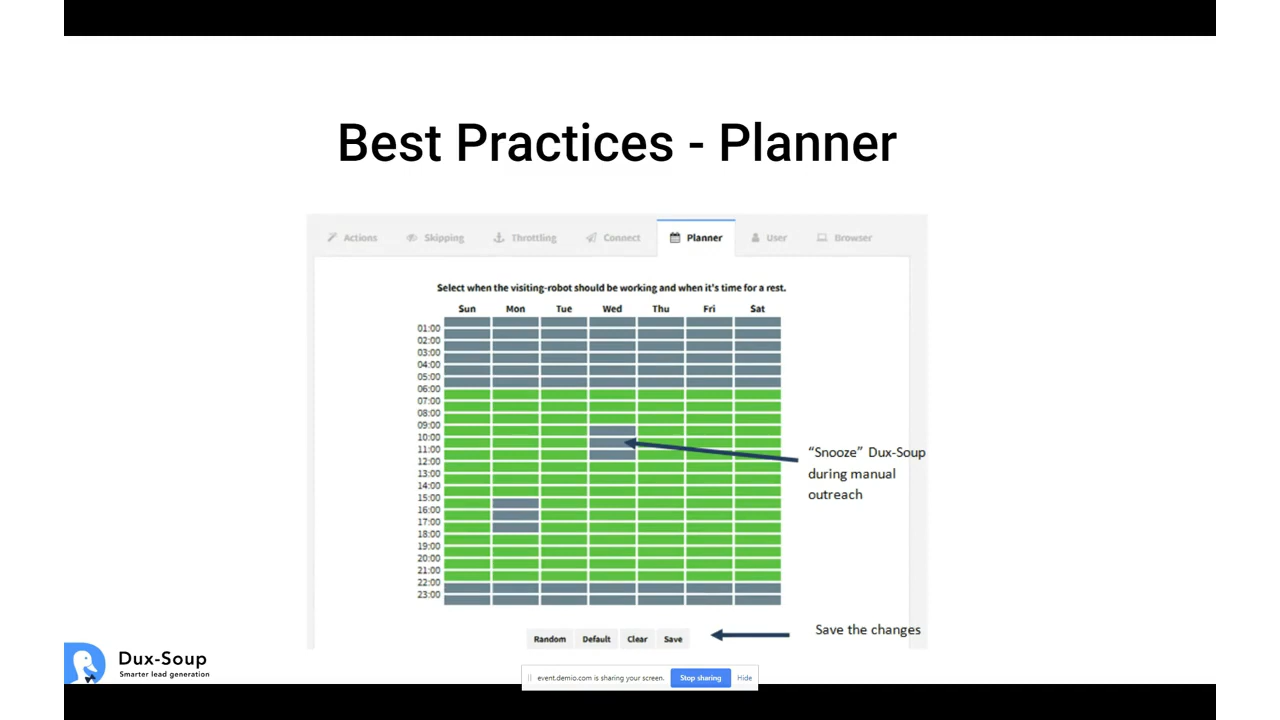 Best Practices - Planner
Actions Skipping Throttling Connect Planner User Browser
Select when the visiting-robot should be working and when it's time for a rest.
Sun Mon Tue Wed Thu Fri Sat
01:00
02:00
03:00
04:00
05:00
06:00
07:00
08:00
09:00
10:00
11:00
12:00
13:00
14:00
15:00
16:00
17:00
18:00
19:00
20:00
21:00
22:00
23:00
“Snooze” Dux-Soup
during manual
outreach
Random Default Clear Save
Save the changes
Dux-Soup
Smarter lead generation
event.demio.com is sharing your screen. Stop sharing Hide